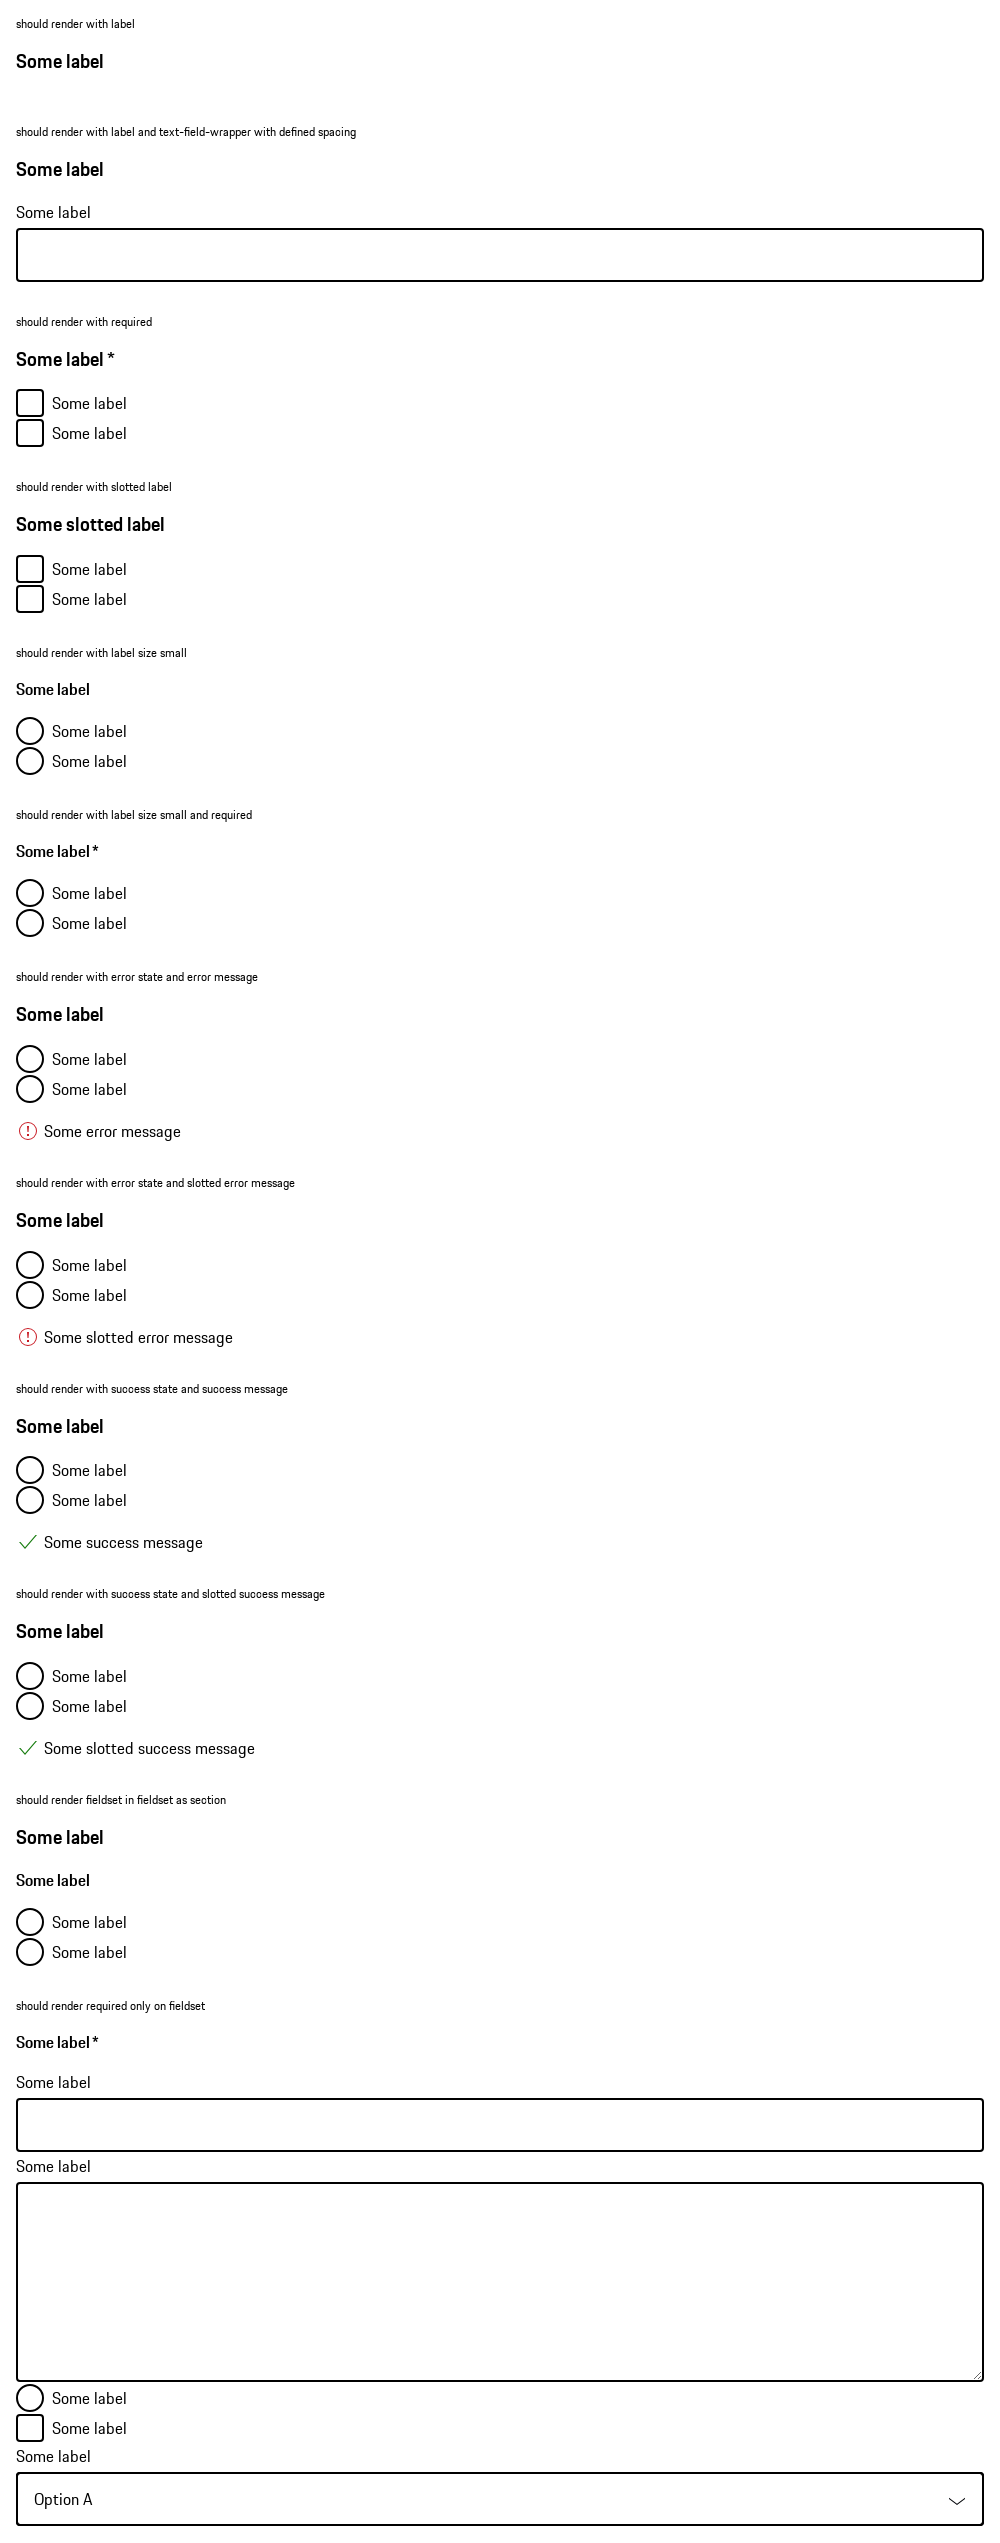 should render with label
Some label
should render with label and text-field-wrapper with defined spacing
Some label
Some label
should render with required
Some label *
Some label
Some label
should render with slotted label
Some slotted label
Some label
Some label
should render with label size small
Some label
Some label
Some label
should render with label size small and required
Some label *
Some label
Some label
should render with error state and error message
Some label
Some label
Some label
Some error message
should render with error state and slotted error message
Some label
Some label
Some label
Some slotted error message
should render with success state and success message
Some label
Some label
Some label
Some success message
should render with success state and slotted success message
Some label
Some label
Some label
Some slotted success message
should render fieldset in fieldset as section
Some label
Some label
Some label
Some label
should render required only on fieldset
Some label *
Some label
Some label
Some label
Some label
Some label
Option A